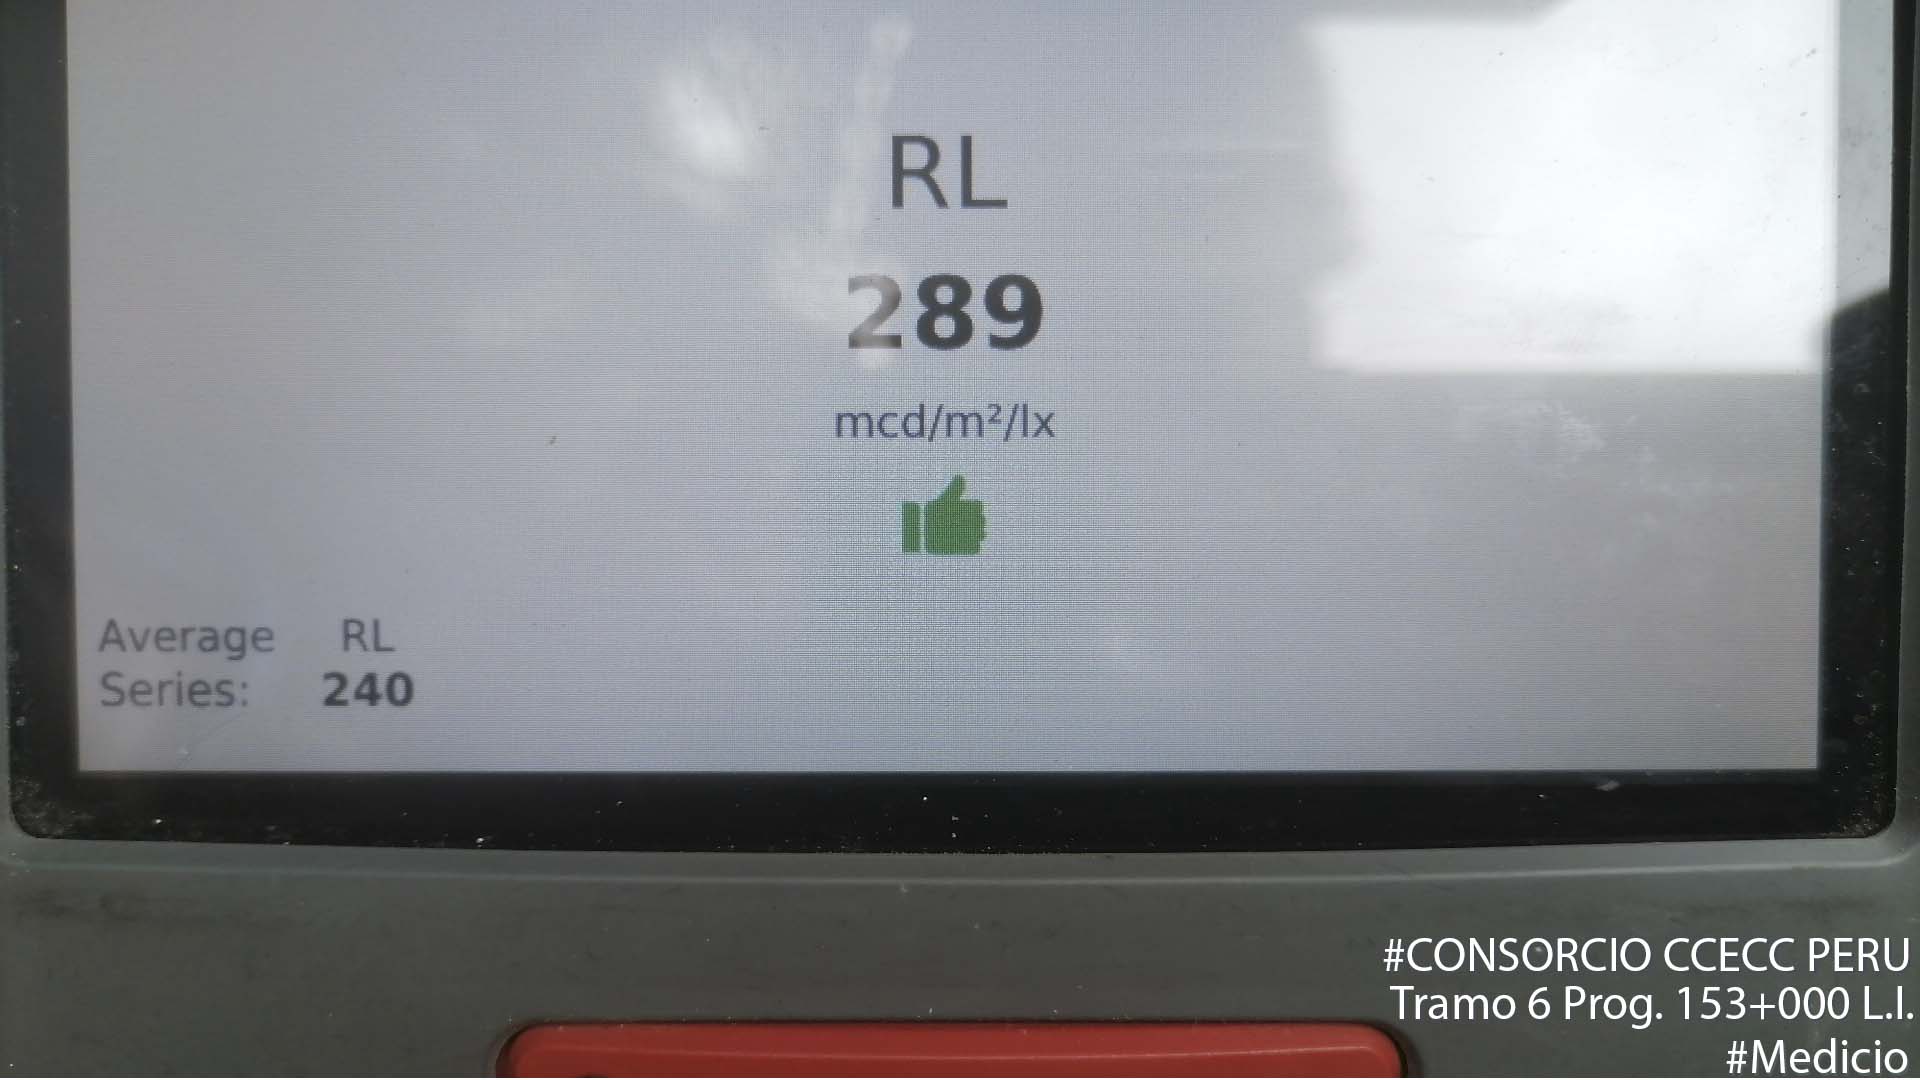 RL
289
mcd/m²/lx
Average RL
Series: 240
#CONSORCIO CCECC PERU
Tramo 6 Prog. 153+000 L.I.
#Medicio